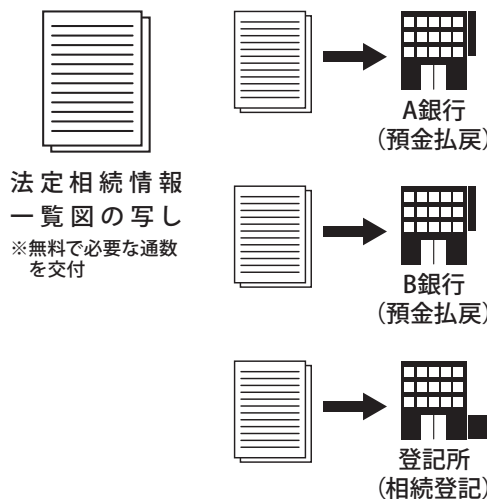 法定相続情報
一覧図の写し
※無料で必要な通数
を交付
A銀行
(預金払戻)
B銀行
(預金払戻)
登記所
(相続登記)